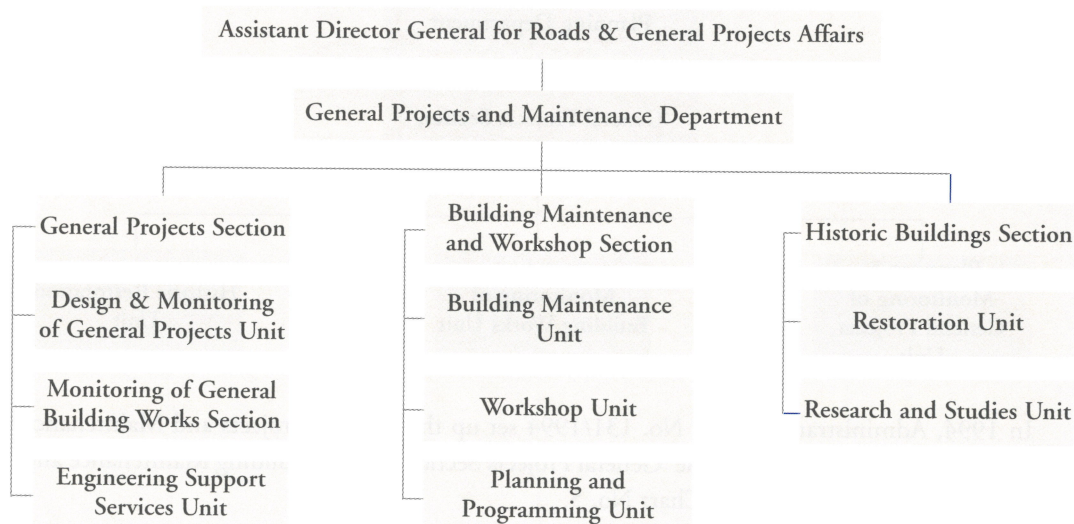 Assistant Director General for Roads & General Projects Affairs
General Projects and Maintenance Department
General Projects Section
Design & Monitoring
of General Projects Unit
Monitoring of General
Building Works Section
Engineering Support
Services Unit
Building Maintenance
and Workshop Section
Building Maintenance
Unit
Workshop Unit
Planning and
Programming Unit
Historic Buildings Section
Restoration Unit
Research and Studies Unit